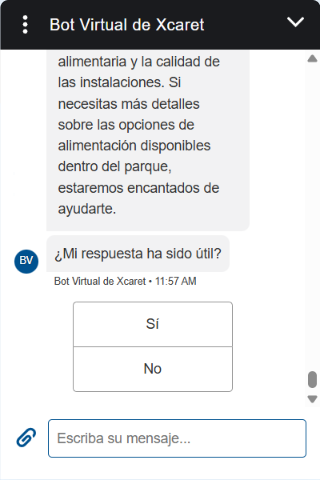 Bot Virtual de Xcaret
alimentaria y la calidad de
las instalaciones. Si
necesitas más detalles
sobre las opciones de
alimentación disponibles
dentro del parque,
estaremos encantados de
ayudarte.
¿Mi respuesta ha sido útil?
BV
Bot Virtual de Xcaret • 11:57 AM
Sí
No
Escriba su mensaje...